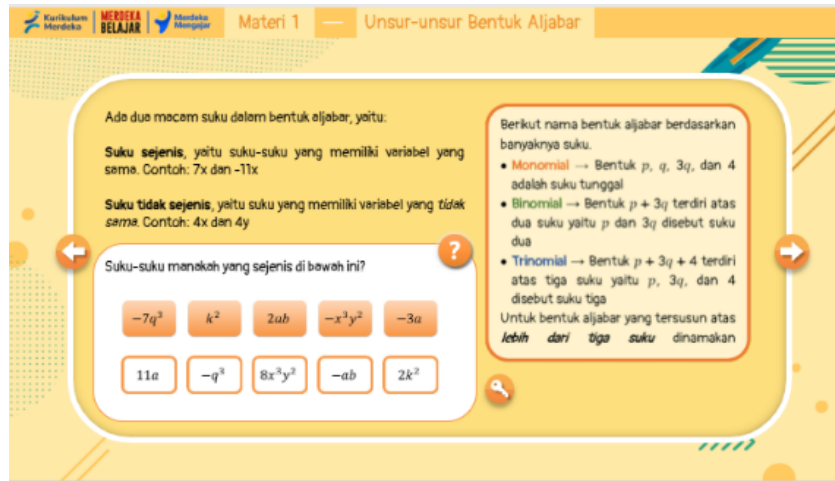 Kurikulum Merdeka
MERDEKA BELAJAR
Merdeka Mengajar
Materi 1 — Unsur-unsur Bentuk Aljabar
Ada dua macam suku dalam bentuk aljabar, yaitu:
Suku sejenis, yaitu suku-suku yang memiliki variabel yang
sama. Contoh: 7x dan -11x
Suku tidak sejenis, yaitu suku yang memiliki variabel yang tidak
sama. Contoh: 4x dan 4y
?
Suku-suku manakah yang sejenis di bawah ini?
−7q³ k² 2ab −x³y² −3a
11a −q³ 8x³y² −ab 2k²
Berikut nama bentuk aljabar berdasarkan
banyaknya suku.
• Monomial → Bentuk p, q, 3q, dan 4
adalah suku tunggal
• Binomial → Bentuk p + 3q terdiri atas
dua suku yaitu p dan 3q disebut suku
dua
• Trinomial → Bentuk p + 3q + 4 terdiri
atas tiga suku yaitu p, 3q, dan 4
disebut suku tiga
Untuk bentuk aljabar yang tersusun atas
lebih dari tiga suku dinamakan